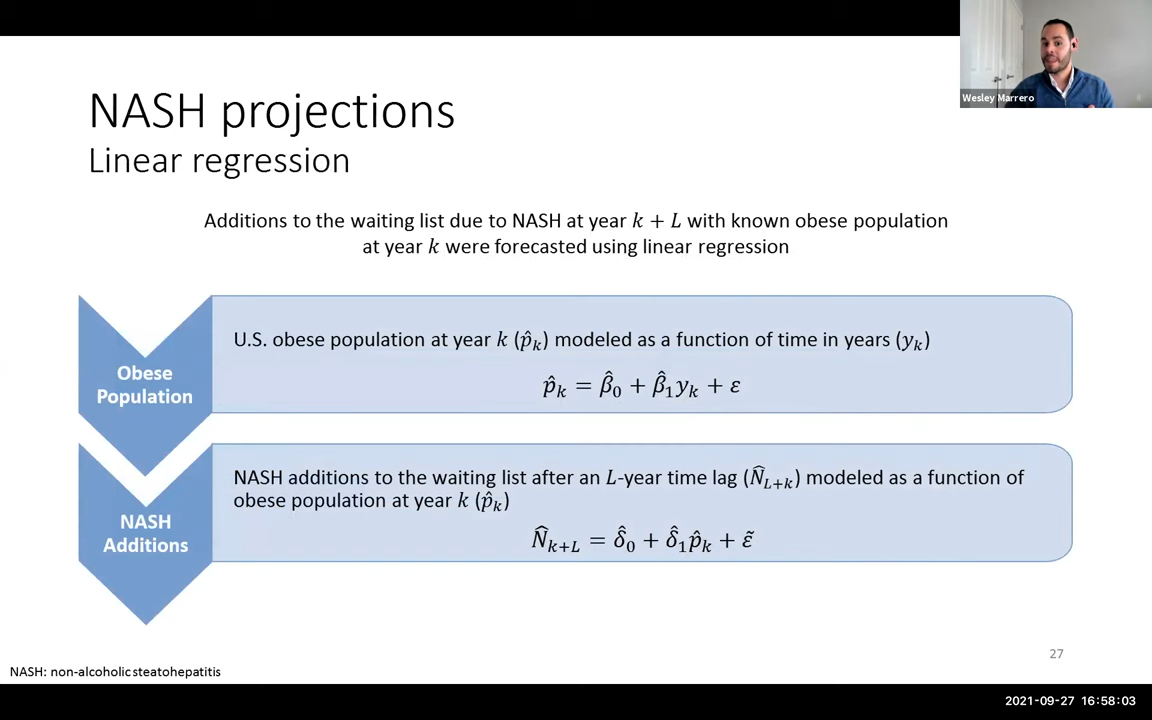 Wesley Marrero
NASH projections
Linear regression
Additions to the waiting list due to NASH at year k + L with known obese population
at year k were forecasted using linear regression
Obese
Population
U.S. obese population at year k (p̂ₖ) modeled as a function of time in years (yₖ)
p̂ₖ = β̂₀ + β̂₁yₖ + ε
NASH
Additions
NASH additions to the waiting list after an L-year time lag (N̂_{L+k}) modeled as a function of
obese population at year k (p̂ₖ)
N̂_{k+L} = δ̂₀ + δ̂₁p̂ₖ + ε̃
27
NASH: non-alcoholic steatohepatitis
2021-09-27 16:58:03